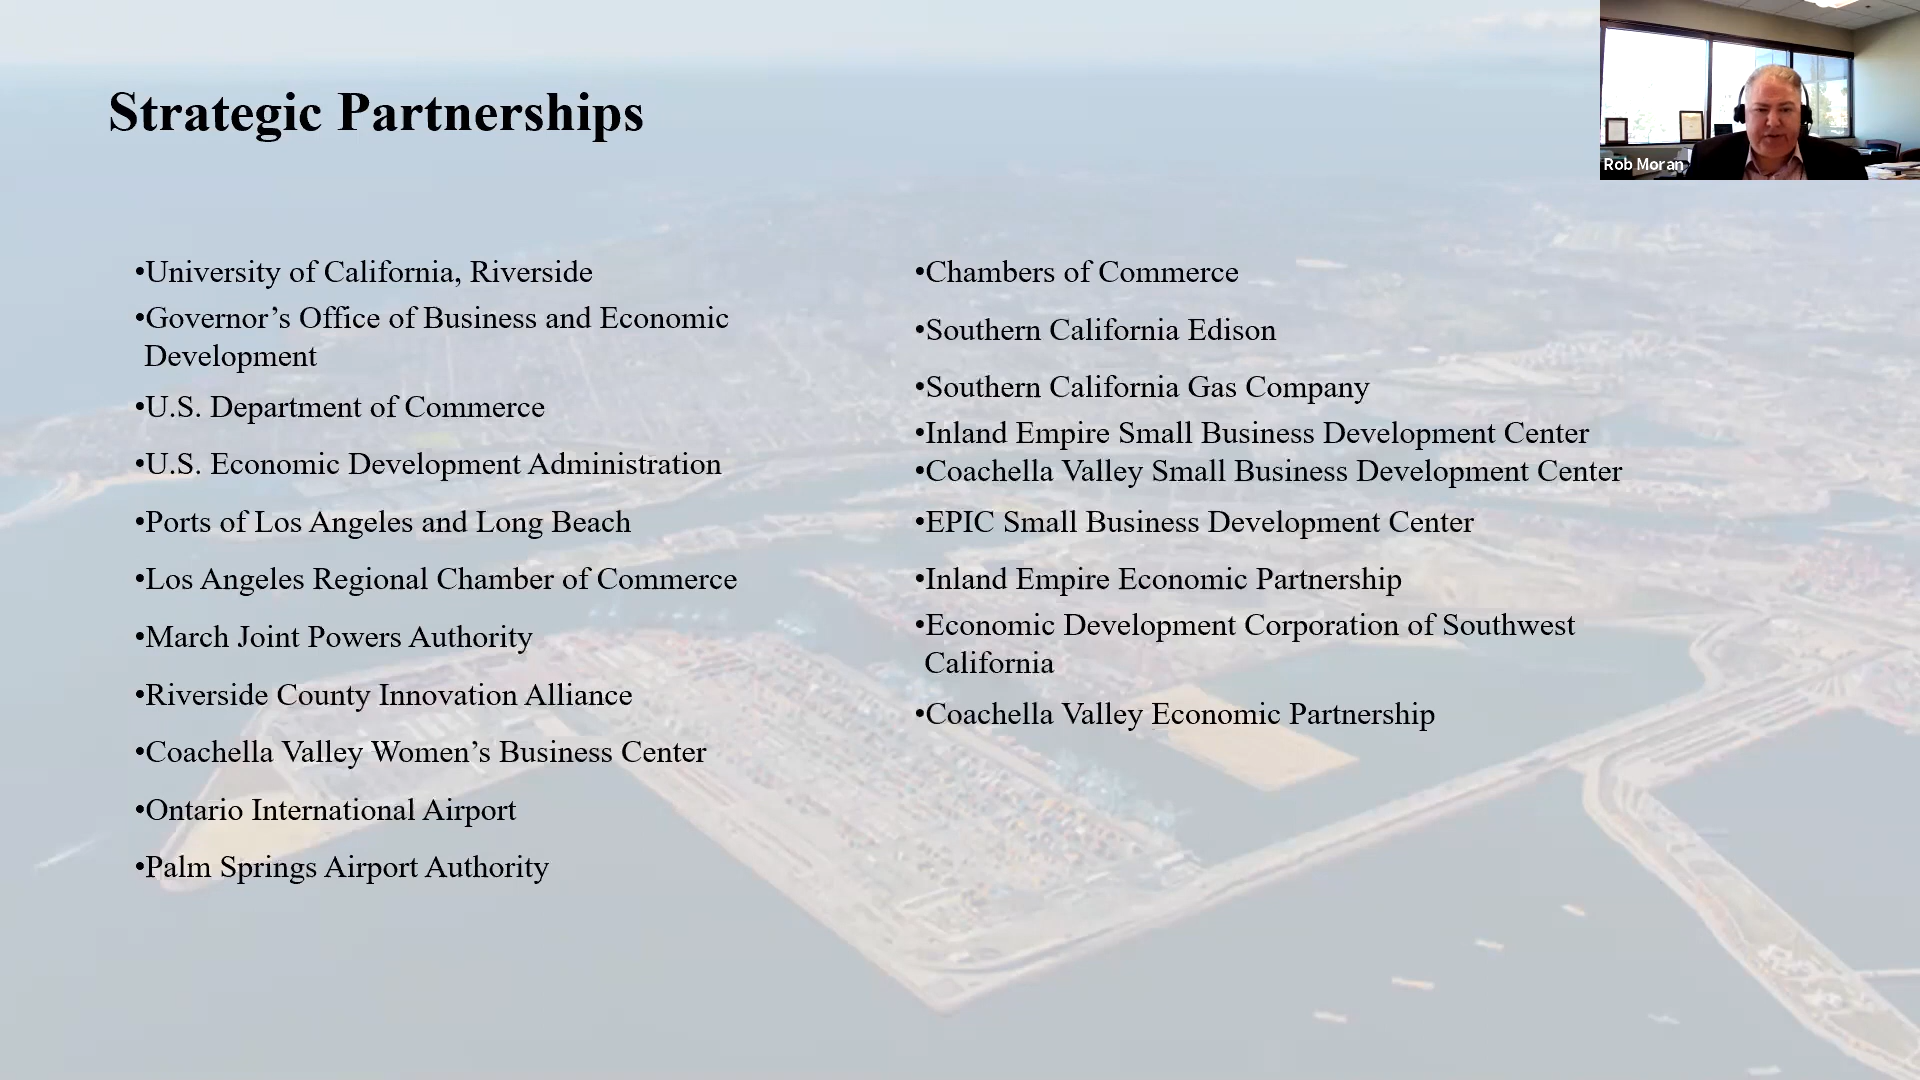 Strategic Partnerships
•University of California, Riverside
•Governor’s Office of Business and Economic
Development
•U.S. Department of Commerce
•U.S. Economic Development Administration
•Ports of Los Angeles and Long Beach
•Los Angeles Regional Chamber of Commerce
•March Joint Powers Authority
•Riverside County Innovation Alliance
•Coachella Valley Women’s Business Center
•Ontario International Airport
•Palm Springs Airport Authority
•Chambers of Commerce
•Southern California Edison
•Southern California Gas Company
•Inland Empire Small Business Development Center
•Coachella Valley Small Business Development Center
•EPIC Small Business Development Center
•Inland Empire Economic Partnership
•Economic Development Corporation of Southwest
California
•Coachella Valley Economic Partnership
Rob Moran